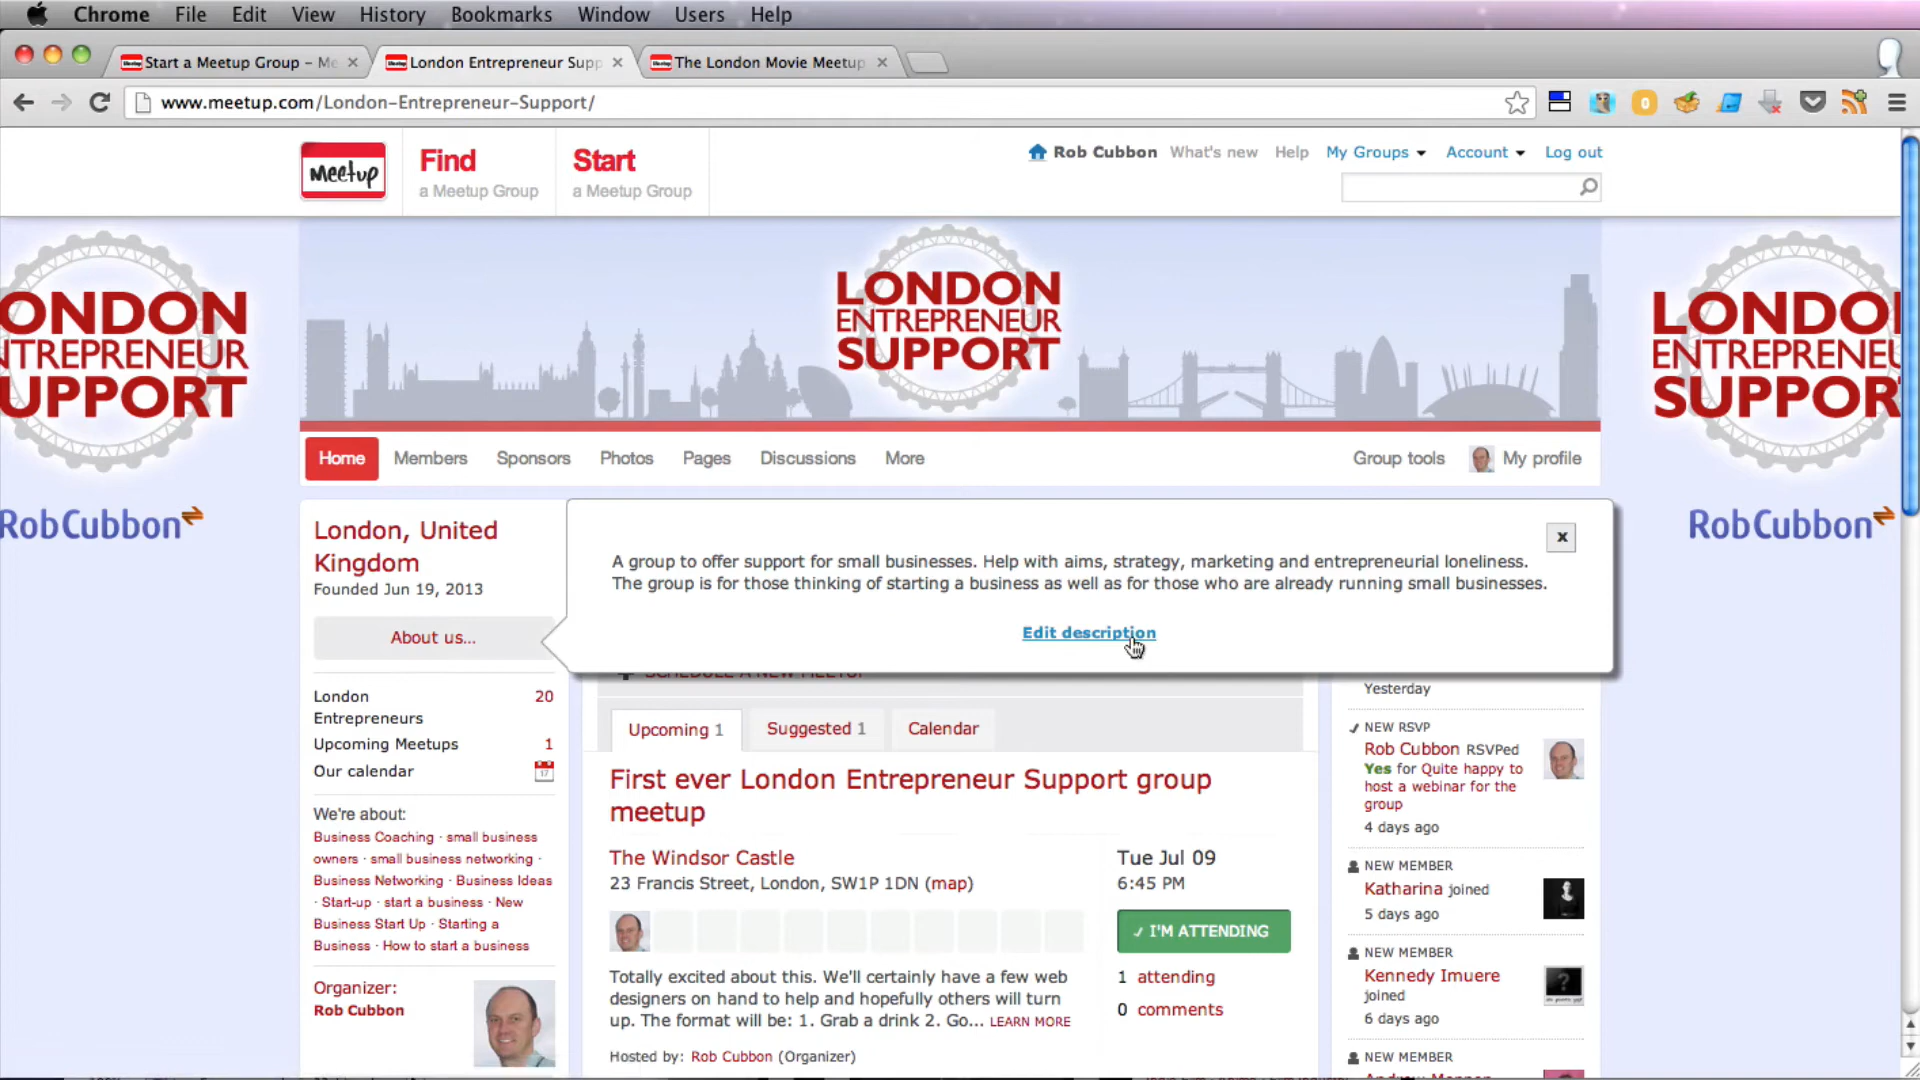 Chrome File Edit View History Bookmarks Window Users Help
Start a Meetup Group – Me
London Entrepreneur Supp
The London Movie Meetup
www.meetup.com/London-Entrepreneur-Support/
Meetup
Find
a Meetup Group
Start
a Meetup Group
Rob Cubbon What's new Help My Groups Account Log out
LONDON
ENTREPRENEUR
SUPPORT
ONDON
NTREPRENEUR
UPPORT
RobCubbon
LONDO
ENTREPRENEU
SUPPOR
RobCubbon
Home Members Sponsors Photos Pages Discussions More Group tools My profile
London, United
Kingdom
Founded Jun 19, 2013
About us...
x
A group to offer support for small businesses. Help with aims, strategy, marketing and entrepreneurial loneliness.
The group is for those thinking of starting a business as well as for those who are already running small businesses.
Edit description
London 20
Entrepreneurs
Upcoming Meetups 1
Our calendar 17
We're about:
Business Coaching · small business
owners · small business networking ·
Business Networking · Business Ideas
· Start-up · start a business · New
Business Start Up · Starting a
Business · How to start a business
Organizer:
Rob Cubbon
SCHEDULE A NEW MEETUP
Upcoming 1 Suggested 1 Calendar
First ever London Entrepreneur Support group
meetup
The Windsor Castle
23 Francis Street, London, SW1P 1DN (map)
Tue Jul 09
6:45 PM
✓ I'M ATTENDING
1 attending
0 comments
Totally excited about this. We'll certainly have a few web
designers on hand to help and hopefully others will turn
up. The format will be: 1. Grab a drink 2. Go... LEARN MORE
Hosted by: Rob Cubbon (Organizer)
Yesterday
NEW RSVP
Rob Cubbon RSVPed
Yes for Quite happy to
host a webinar for the
group
4 days ago
NEW MEMBER
Katharina joined
5 days ago
NEW MEMBER
Kennedy Imuere
joined
6 days ago
NEW MEMBER